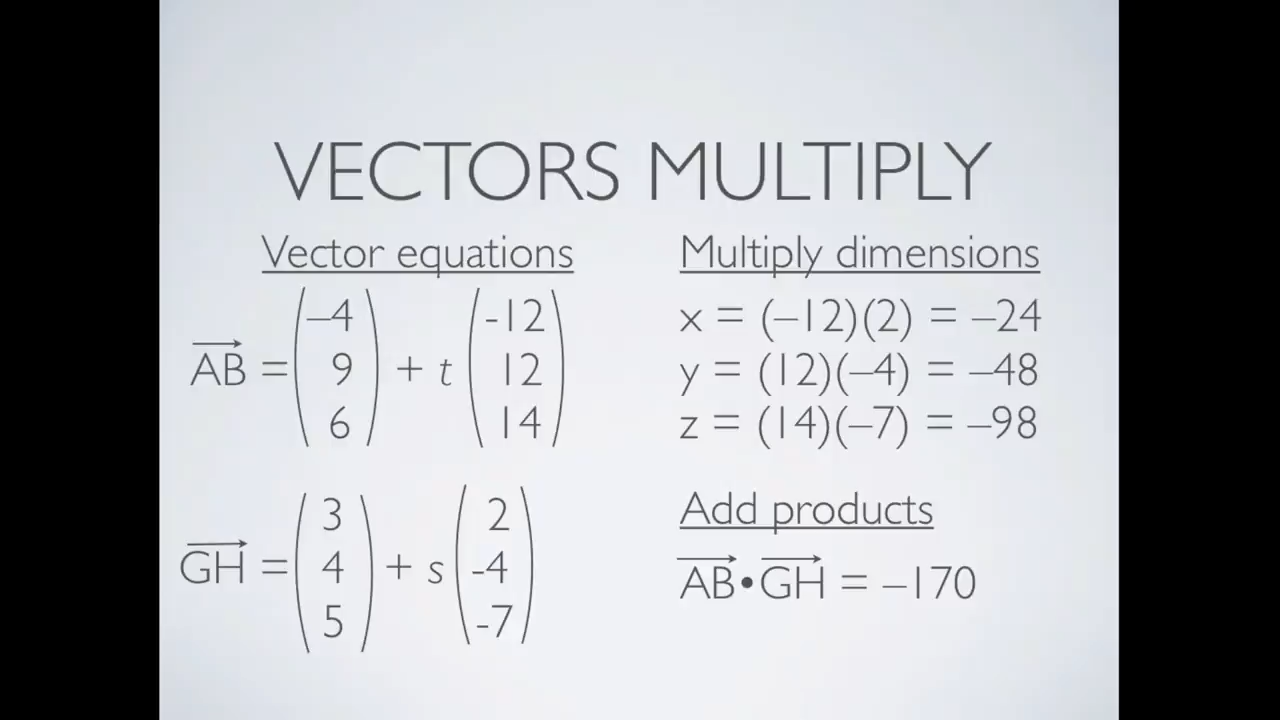 VECTORS MULTIPLY
Vector equations
AB = (–4 9 6) + t (-12 12 14)
GH = (3 4 5) + s (2 -4 -7)
Multiply dimensions
x = (–12)(2) = –24
y = (12)(–4) = –48
z = (14)(–7) = –98
Add products
AB•GH = –170